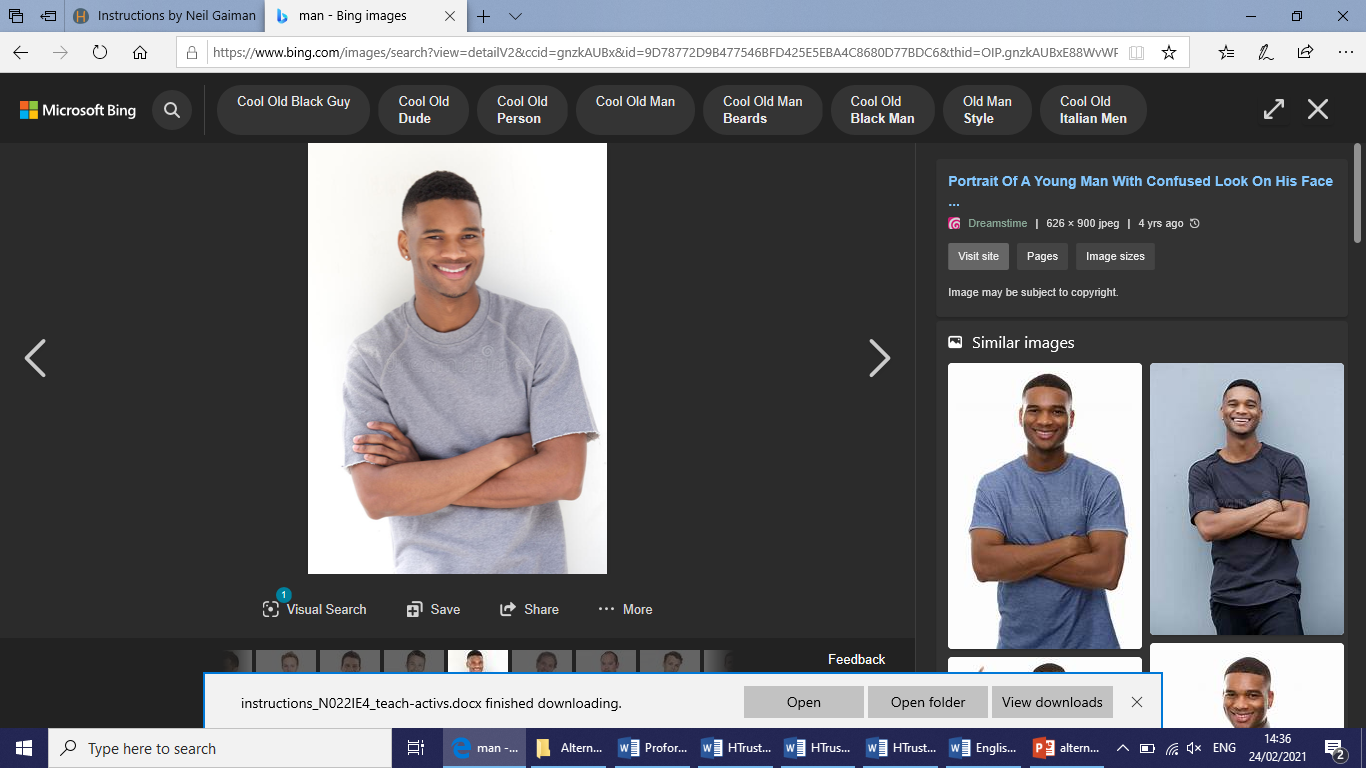 Instructions by Neil Gaiman
man - Bing images
https://www.bing.com/images/search?view=detailV2&ccid=gnzkAUBx&id=9D78772D9B477546BFD425E5EBA4C8680D77BDC6&thid=OIP.gnzkAUBxE88WvWF
Microsoft Bing
Cool Old Black Guy
Cool Old
Dude
Cool Old
Person
Cool Old Man
Cool Old Man
Beards
Cool Old
Black Man
Old Man
Style
Cool Old
Italian Men
Portrait Of A Young Man With Confused Look On His Face
...
Dreamstime | 626 × 900 jpeg | 4 yrs ago
Visit site
Pages
Image sizes
Image may be subject to copyright.
Similar images
1
Visual Search
Save
Share
··· More
Feedback
instructions_N022IE4_teach-activs.docx finished downloading.
Open
Open folder
View downloads
Type here to search
man -...
Altern...
Profor...
HTrust...
HTrus...
HTrust...
Englis...
altern...
ENG
14:36
24/02/2021
2